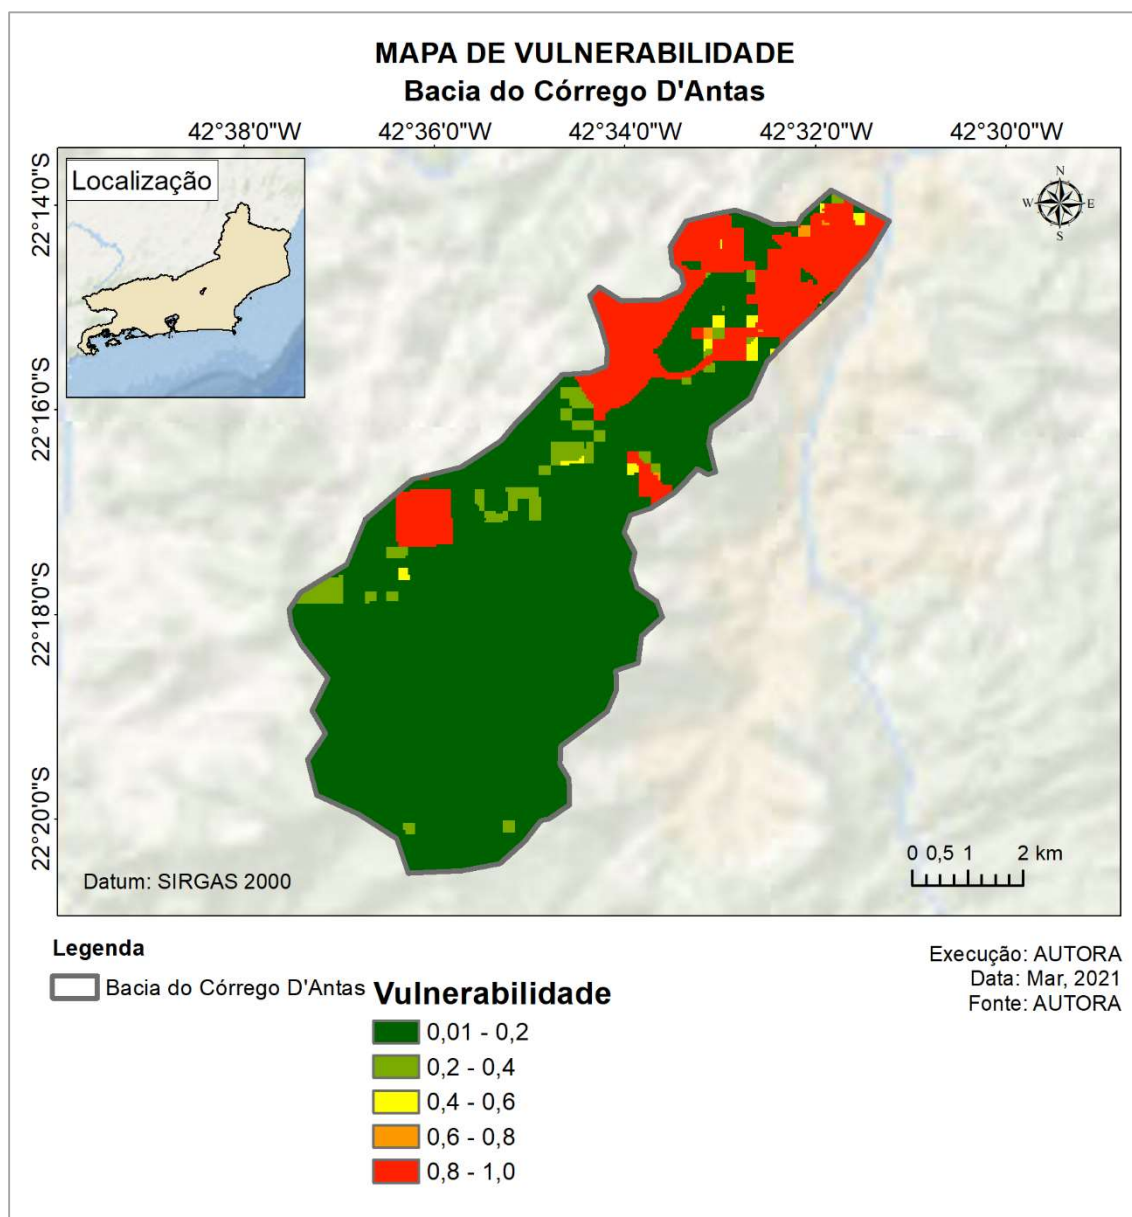 MAPA DE VULNERABILIDADE
Bacia do Córrego D'Antas
42°38'0"W 42°36'0"W 42°34'0"W 42°32'0"W 42°30'0"W
Localização
N
W E
S
22°14'0"S
22°16'0"S
22°18'0"S
22°20'0"S
0 0,5 1 2 km
Datum: SIRGAS 2000
Legenda
Bacia do Córrego D'Antas
Vulnerabilidade
0,01 - 0,2
0,2 - 0,4
0,4 - 0,6
0,6 - 0,8
0,8 - 1,0
Execução: AUTORA
Data: Mar, 2021
Fonte: AUTORA